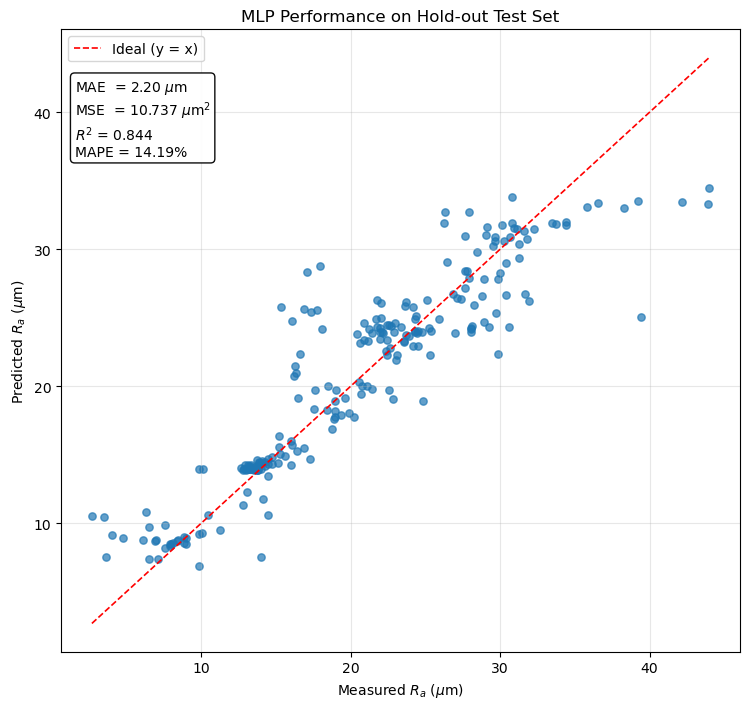 MLP Performance on Hold-out Test Set
Ideal (y = x)
MAE = 2.20 μm
MSE = 10.737 μm²
R² = 0.844
MAPE = 14.19%
40
30
20
10
Predicted Rₐ (μm)
10 20 30 40
Measured Rₐ (μm)